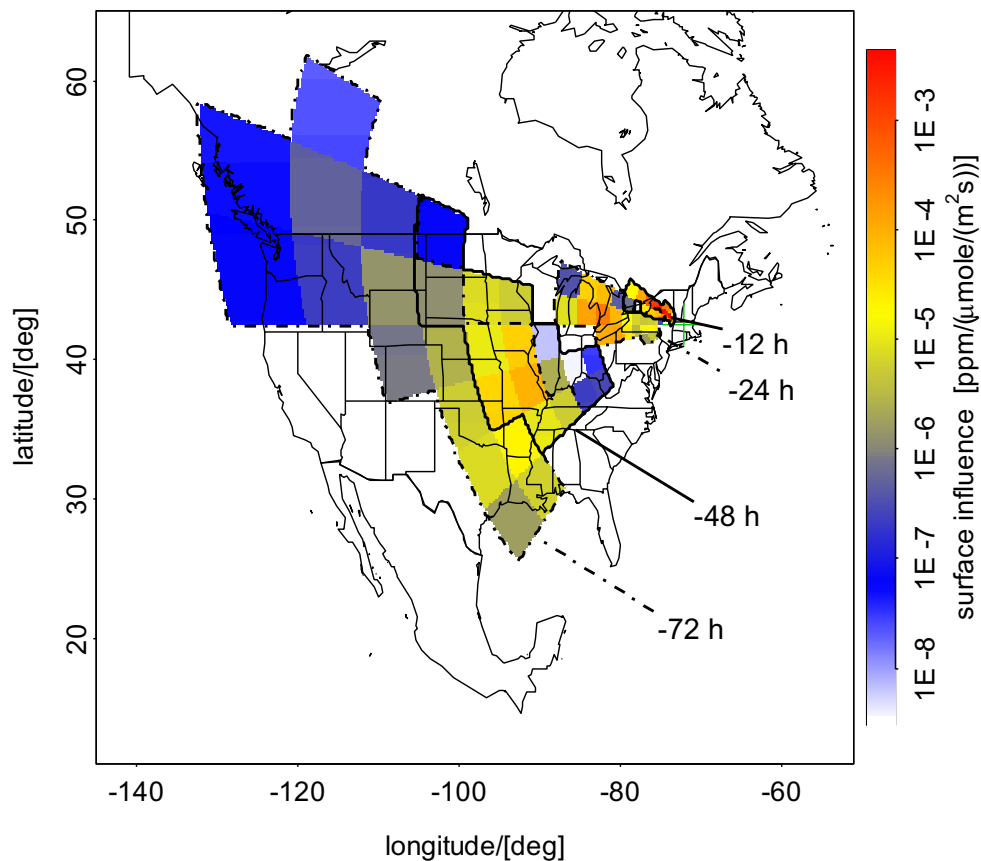 60
50
40
30
20
latitude/[deg]
-12 h
-24 h
-48 h
-72 h
-140
-120
-100
-80
-60
longitude/[deg]
1E -3
1E -4
1E -5
1E -6
1E -7
1E -8
surface influence [ppm/(μmole/(m²s))]